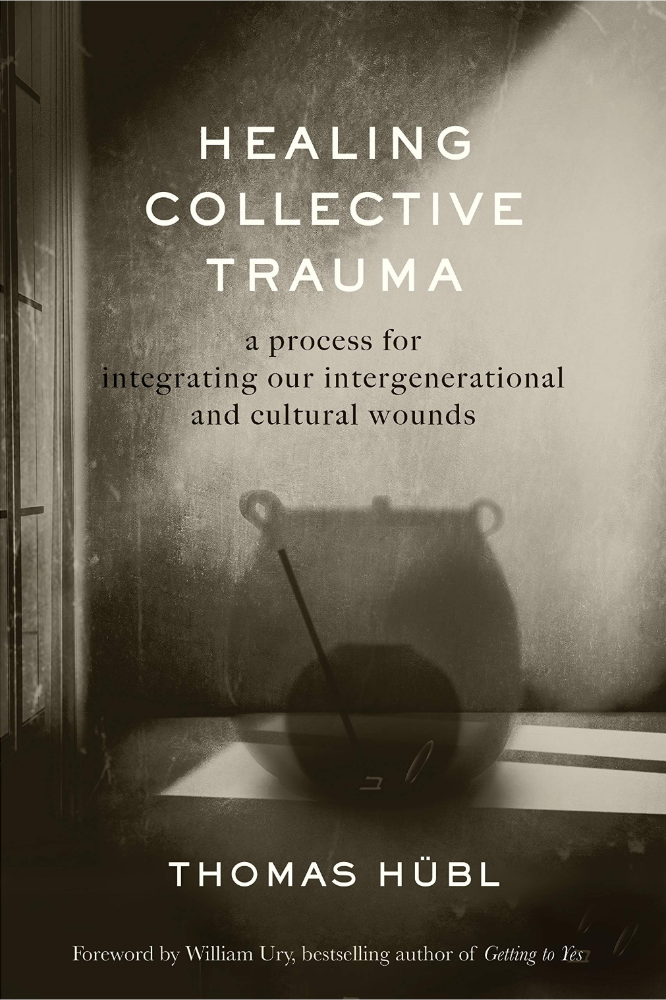 HEALING
COLLECTIVE
TRAUMA
a process for
integrating our intergenerational
and cultural wounds
ב
THOMAS HÜBL
Foreword by William Ury, bestselling author of Getting to Yes